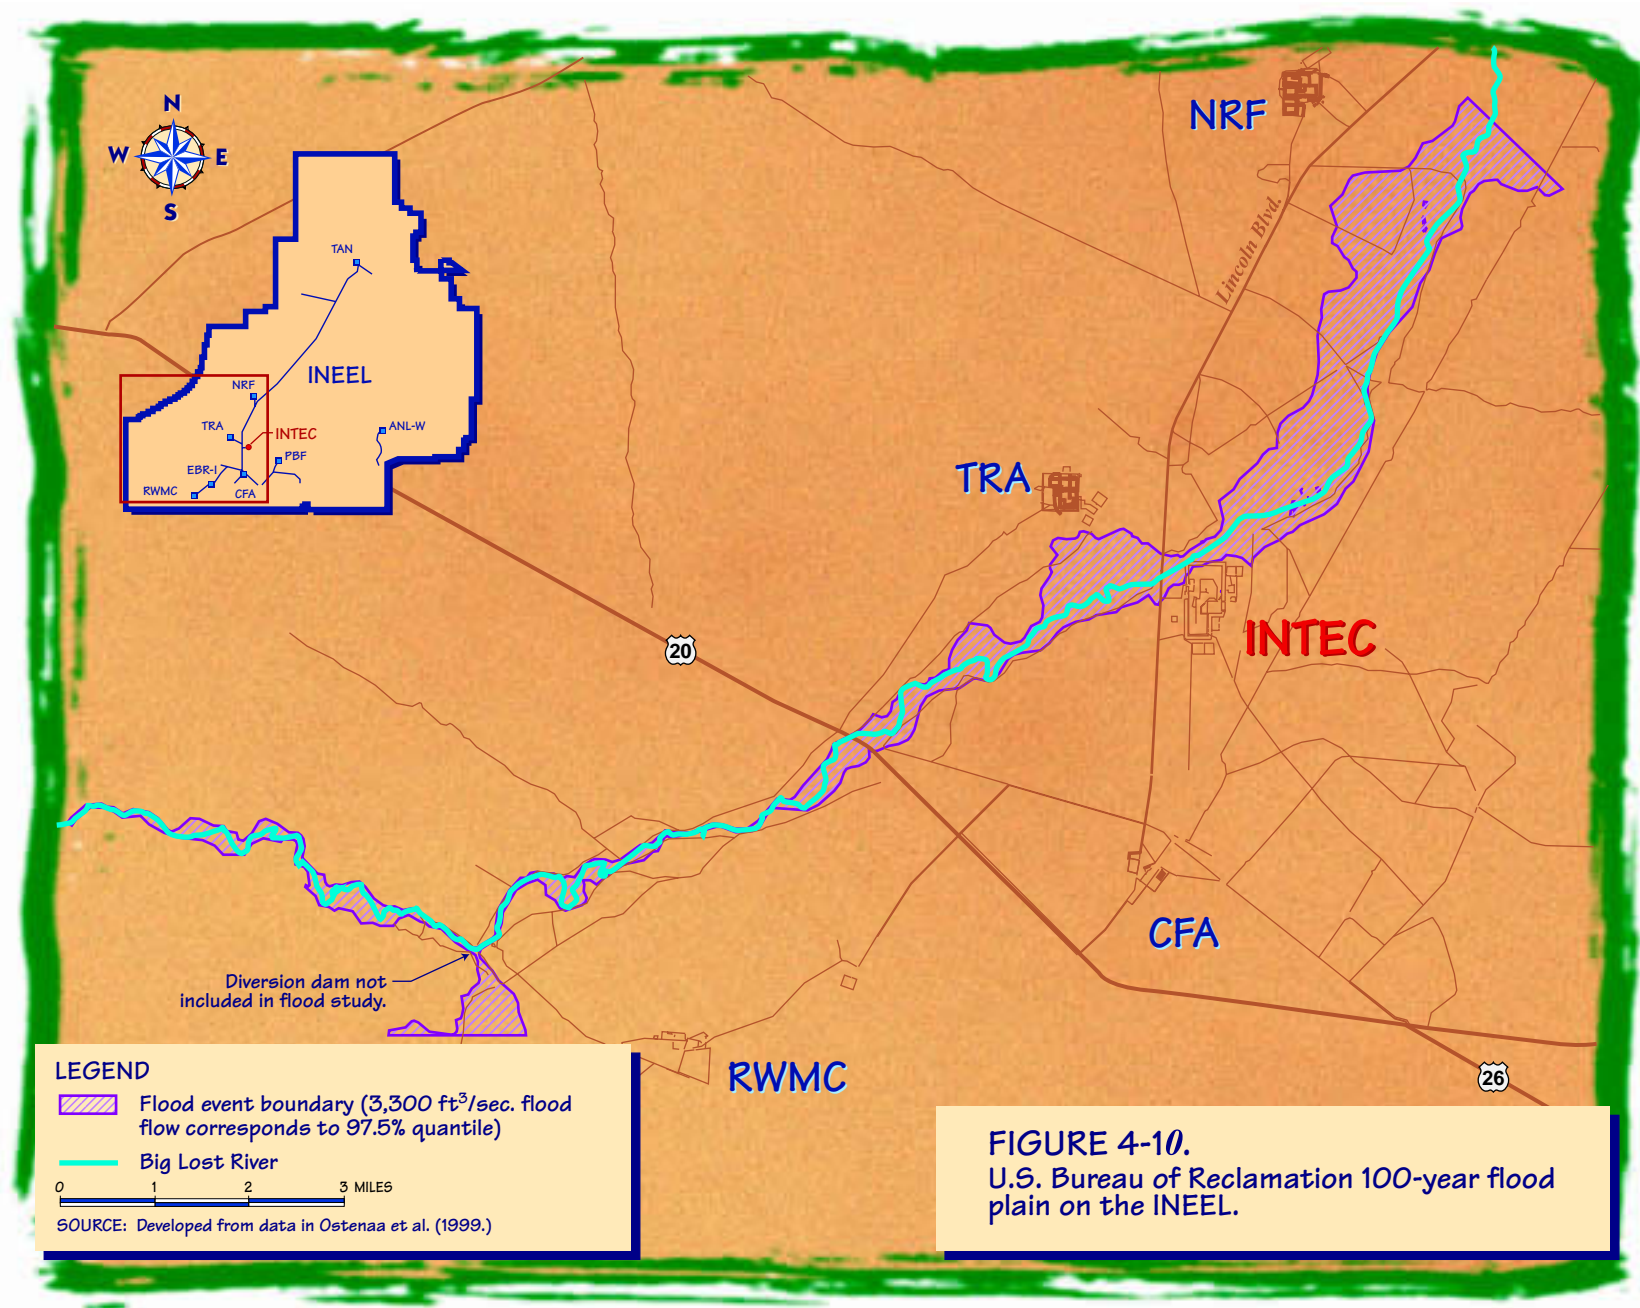 N
W E
S
NRF
Lincoln Blvd.
TAN
INEEL
NRF
TRA
INTEC
ANL-W
PBF
EBR-I
RWMC
CFA
TRA
INTEC
20
CFA
Diversion dam not
included in flood study.
RWMC
26
LEGEND
Flood event boundary (3,300 ft³/sec. flood
flow corresponds to 97.5% quantile)
Big Lost River
0 1 2 3 MILES
SOURCE: Developed from data in Ostenaa et al. (1999.)
FIGURE 4-10.
U.S. Bureau of Reclamation 100-year flood
plain on the INEEL.